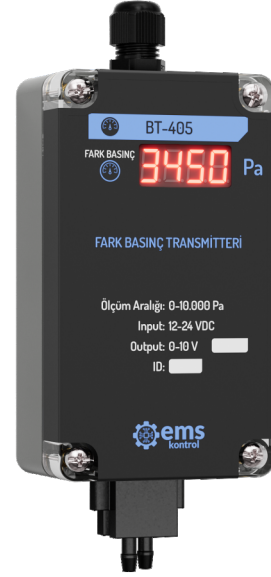 BT-405
FARK BASINÇ
3450 Pa
FARK BASINÇ TRANSMİTTERİ
Ölçüm Aralığı: 0-10.000 Pa
Input: 12-24 VDC
Output: 0-10 V
ID:
ems
kontrol